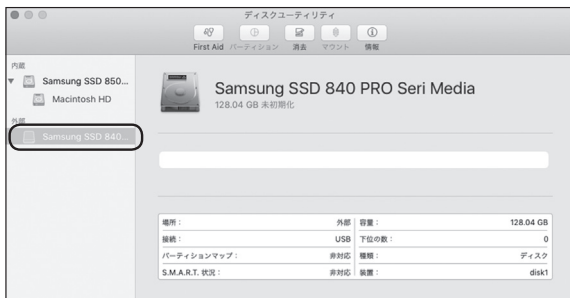 ディスクユーティリティ
First Aid パーティション 消去 マウント 情報
内蔵
Samsung SSD 850...
Macintosh HD
外部
Samsung SSD 840...
Samsung SSD 840 PRO Seri Media
128.04 GB 未初期化
場所： 外部 容量： 128.04 GB
接続： USB 下位の数： 0
パーティションマップ： 非対応 種類： ディスク
S.M.A.R.T. 状況： 非対応 装置： disk1